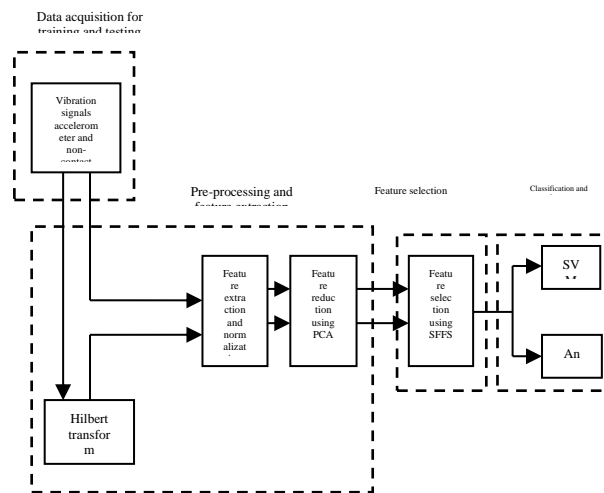 Data acquisition for
training and testing
Vibration
signals
accelerom
eter and
non-
contact
Pre-processing and
feature extraction
Feature selection
Classification and
Featu
re
extra
ction
and
norm
alizat
Featu
re
reduc
tion
using
PCA
Featu
re
selec
tion
using
SFFS
SV
M
An
Hilbert
transfor
m